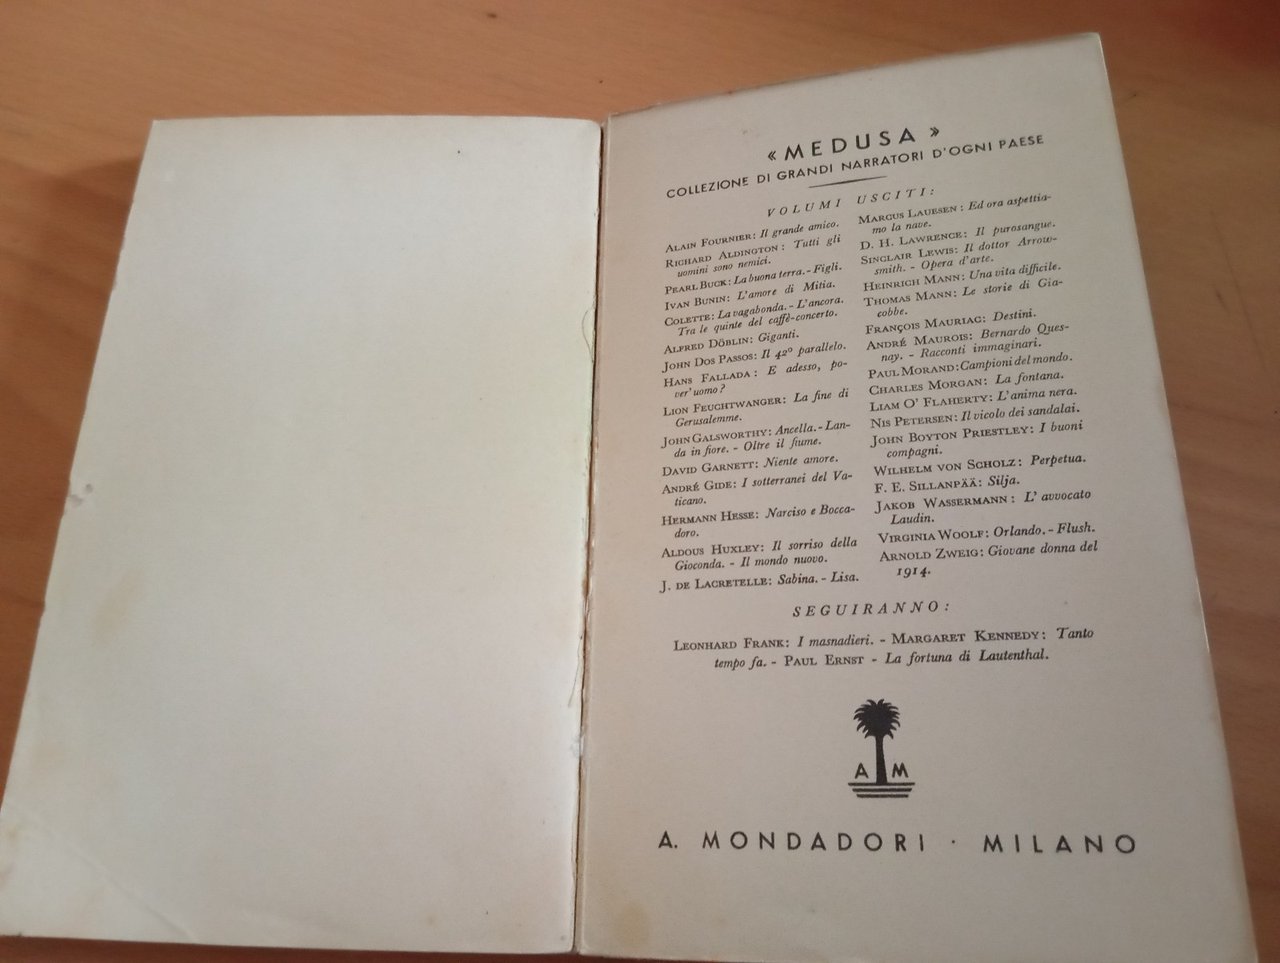 « MEDUSA »
COLLEZIONE DI GRANDI NARRATORI D'OGNI PAESE
VOLUMI USCITI:
ALAIN FOURNIER: Il grande amico.
RICHARD ALDINGTON: Tutti gli
uomini sono nemici.
PEARL BUCK: La buona terra. - Figli.
IVAN BUNIN: L'amore di Mitia.
COLETTE: La vagabonda. - L'ancora.
Tra le quinte del caffè-concerto.
ALFRED DÖBLIN: Giganti.
JOHN DOS PASSOS: Il 42º parallelo.
HANS FALLADA: E adesso, po-
ver'uomo?
LION FEUCHTWANGER: La fine di
Gerusalemme.
JOHN GALSWORTHY: Ancella. - Lan-
da in fiore. - Oltre il fiume.
DAVID GARNETT: Niente amore.
ANDRÉ GIDE: I sotterranei del Va-
ticano.
HERMANN HESSE: Narciso e Bocca-
doro.
ALDOUS HUXLEY: Il sorriso della
Gioconda. - Il mondo nuovo.
J. DE LACRETELLE: Sabina. - Lisa.
MARCUS LAUESEN: Ed ora aspettia-
mo la nave.
D. H. LAWRENCE: Il purosangue.
SINCLAIR LEWIS: Il dottor Arrow-
smith. - Opera d'arte.
HEINRICH MANN: Una vita difficile.
THOMAS MANN: Le storie di Gia-
cobbe.
FRANÇOIS MAURIAC: Destini.
ANDRÉ MAUROIS: Bernardo Ques-
nay. - Racconti immaginari.
PAUL MORAND: Campioni del mondo.
CHARLES MORGAN: La fontana.
LIAM O' FLAHERTY: L'anima nera.
NIS PETERSEN: Il vicolo dei sandalai.
JOHN BOYTON PRIESTLEY: I buoni
compagni.
WILHELM VON SCHOLZ: Perpetua.
F. E. SILLANPÄÄ: Silja.
JAKOB WASSERMANN: L' avvocato
Laudin.
VIRGINIA WOOLF: Orlando. - Flush.
ARNOLD ZWEIG: Giovane donna del
1914.
SEGUIRANNO:
LEONHARD FRANK: I masnadieri. - MARGARET KENNEDY: Tanto
tempo fa. - PAUL ERNST - La fortuna di Lautenthal.
A M
A. MONDADORI · MILANO